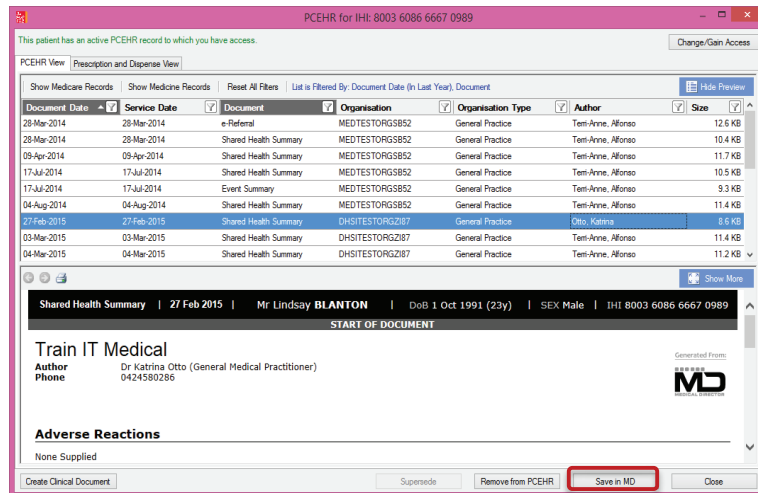 PCEHR for IHI: 8003 6086 6667 0989
This patient has an active PCEHR record to which you have access.
Change/Gain Access
PCEHR View Prescription and Dispense View
Show Medicare Records Show Medicine Records Reset All Filters List is Filtered By: Document Date (In Last Year), Document Hide Preview
Document Date Service Date Document Organisation Organisation Type Author Size
28-Mar-2014 28-Mar-2014 e-Referral MEDTESTORGSB52 General Practice Terri-Anne, Alfonso 12.6 KB
28-Mar-2014 28-Mar-2014 Shared Health Summary MEDTESTORGSB52 General Practice Terri-Anne, Alfonso 10.4 KB
09-Apr-2014 09-Apr-2014 Shared Health Summary MEDTESTORGSB52 General Practice Terri-Anne, Alfonso 11.7 KB
17-Jul-2014 17-Jul-2014 Shared Health Summary MEDTESTORGSB52 General Practice Terri-Anne, Alfonso 10.5 KB
17-Jul-2014 17-Jul-2014 Event Summary MEDTESTORGSB52 General Practice Terri-Anne, Alfonso 9.3 KB
04-Aug-2014 04-Aug-2014 Shared Health Summary MEDTESTORGSB52 General Practice Terri-Anne, Alfonso 11.4 KB
27-Feb-2015 27-Feb-2015 Shared Health Summary DHSITESTORGZI87 General Practice Otto, Katrina 8.6 KB
03-Mar-2015 03-Mar-2015 Shared Health Summary DHSITESTORGZI87 General Practice Terri-Anne, Alfonso 11.4 KB
04-Mar-2015 04-Mar-2015 Shared Health Summary DHSITESTORGZI87 General Practice Terri-Anne, Alfonso 11.2 KB
Show More
Shared Health Summary | 27 Feb 2015 | Mr Lindsay BLANTON | DoB 1 Oct 1991 (23y) | SEX Male | IHI 8003 6086 6667 0989
START OF DOCUMENT
Train IT Medical
Generated From:
Author Dr Katrina Otto (General Medical Practitioner)
Phone 0424580286
MD
MEDICAL DIRECTOR
Adverse Reactions
None Supplied
Create Clinical Document Supersede Remove from PCEHR Save in MD Close